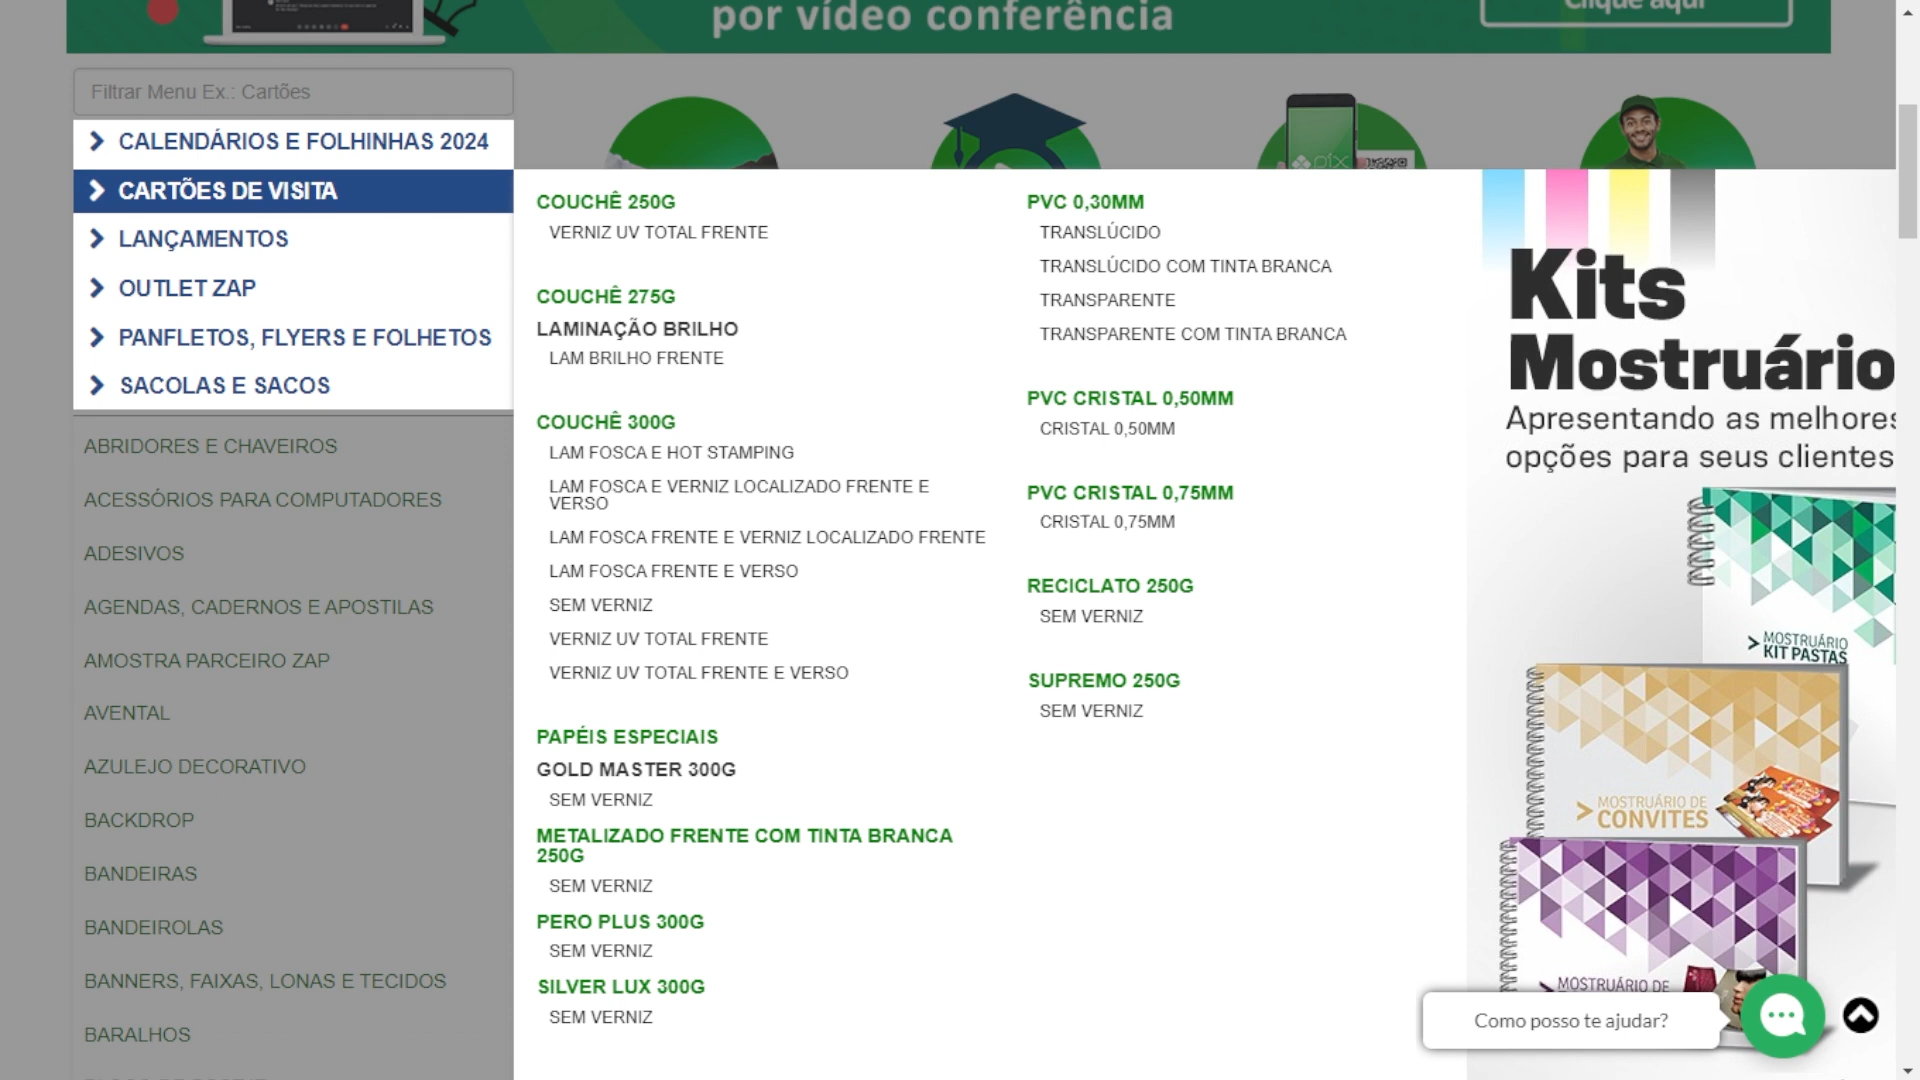 por vídeo conferência
Clique aqui
Filtrar Menu Ex.: Cartões
CALENDÁRIOS E FOLHINHAS 2024
CARTÕES DE VISITA
LANÇAMENTOS
OUTLET ZAP
PANFLETOS, FLYERS E FOLHETOS
SACOLAS E SACOS
ABRIDORES E CHAVEIROS
ACESSÓRIOS PARA COMPUTADORES
ADESIVOS
AGENDAS, CADERNOS E APOSTILAS
AMOSTRA PARCEIRO ZAP
AVENTAL
AZULEJO DECORATIVO
BACKDROP
BANDEIRAS
BANDEIROLAS
BANNERS, FAIXAS, LONAS E TECIDOS
BARALHOS
COUCHÊ 250G
VERNIZ UV TOTAL FRENTE
COUCHÊ 275G
LAMINAÇÃO BRILHO
LAM BRILHO FRENTE
COUCHÊ 300G
LAM FOSCA E HOT STAMPING
LAM FOSCA E VERNIZ LOCALIZADO FRENTE E
VERSO
LAM FOSCA FRENTE E VERNIZ LOCALIZADO FRENTE
LAM FOSCA FRENTE E VERSO
SEM VERNIZ
VERNIZ UV TOTAL FRENTE
VERNIZ UV TOTAL FRENTE E VERSO
PAPÉIS ESPECIAIS
GOLD MASTER 300G
SEM VERNIZ
METALIZADO FRENTE COM TINTA BRANCA
250G
SEM VERNIZ
PERO PLUS 300G
SEM VERNIZ
SILVER LUX 300G
SEM VERNIZ
PVC 0,30MM
TRANSLÚCIDO
TRANSLÚCIDO COM TINTA BRANCA
TRANSPARENTE
TRANSPARENTE COM TINTA BRANCA
PVC CRISTAL 0,50MM
CRISTAL 0,50MM
PVC CRISTAL 0,75MM
CRISTAL 0,75MM
RECICLATO 250G
SEM VERNIZ
SUPREMO 250G
SEM VERNIZ
pix
Kits
Mostruário
Apresentando as melhores
opções para seus clientes
MOSTRUÁRIO
KIT PASTAS
MOSTRUÁRIO DE
CONVITES
MOSTRUÁRIO DE
Como posso te ajudar?